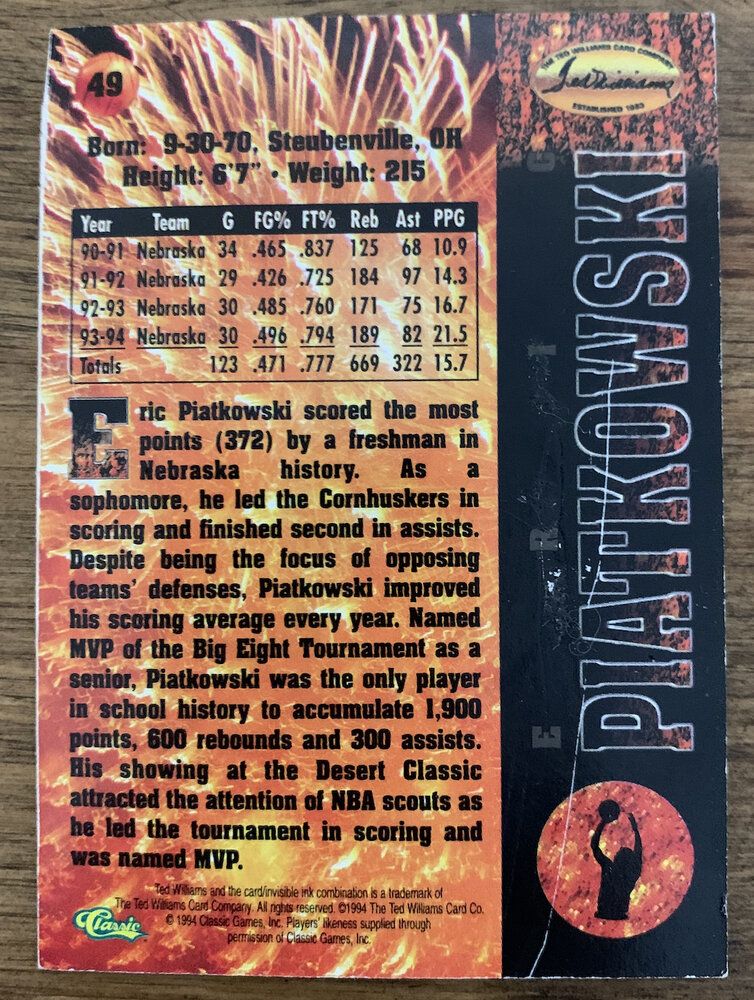 49
THE TED WILLIAMS CARD COMPANY
Ted Williams
ESTABLISHED 1993
Born: 9-30-70, Steubenville, OH
Height: 6'7" • Weight: 215
Year Team G FG% FT% Reb Ast PPG
90-91 Nebraska 34 .465 .837 125 68 10.9
91-92 Nebraska 29 .426 .725 184 97 14.3
92-93 Nebraska 30 .485 .760 171 75 16.7
93-94 Nebraska 30 .496 .794 189 82 21.5
Totals 123 .471 .777 669 322 15.7
Eric Piatkowski scored the most
points (372) by a freshman in
Nebraska history. As a
sophomore, he led the Cornhuskers in
scoring and finished second in assists.
Despite being the focus of opposing
teams' defenses, Piatkowski improved
his scoring average every year. Named
MVP of the Big Eight Tournament as a
senior, Piatkowski was the only player
in school history to accumulate 1,900
points, 600 rebounds and 300 assists.
His showing at the Desert Classic
attracted the attention of NBA scouts as
he led the tournament in scoring and
was named MVP.
Ted Williams and the card/invisible ink combination is a trademark of
The Ted Williams Card Company. All rights reserved. ©1994 The Ted Williams Card Co.
© 1994 Classic Games, Inc. Players' likeness supplied through
permission of Classic Games, Inc.
Classic
ERIC
PIATKOWSKI